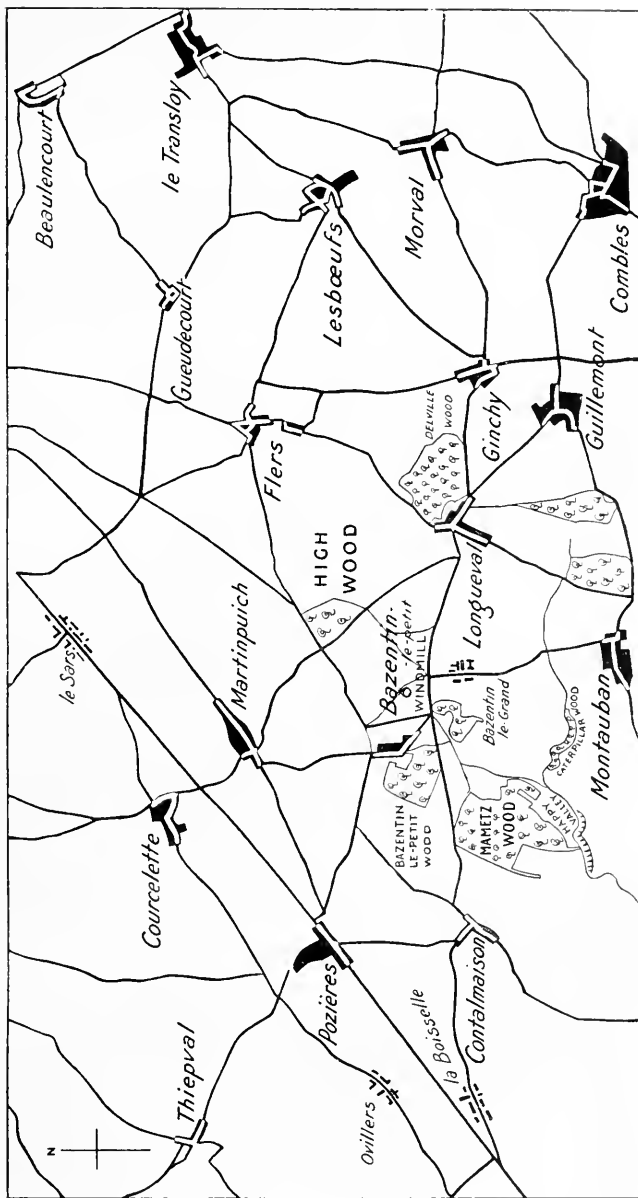 N
Beaulencourt
le Transloy
Gueudecourt
Lesbœufs
Morval
Combles
le Sars
Flers
DELVILLE
WOOD
Ginchy
Guillemont
HIGH
WOOD
Martinpuich
Courcelette
Longueval
Bazentin-
-le-petit
WINDMILL
Bazentin
le-Grand
BAZENTIN
LE-PETIT
WOOD
MAMETZ
WOOD
HAPPY
VALLEY
CATERPILLAR WOOD
Montauban
Thiepval
Pozières
Ovillers
la Boisselle
Contalmaison